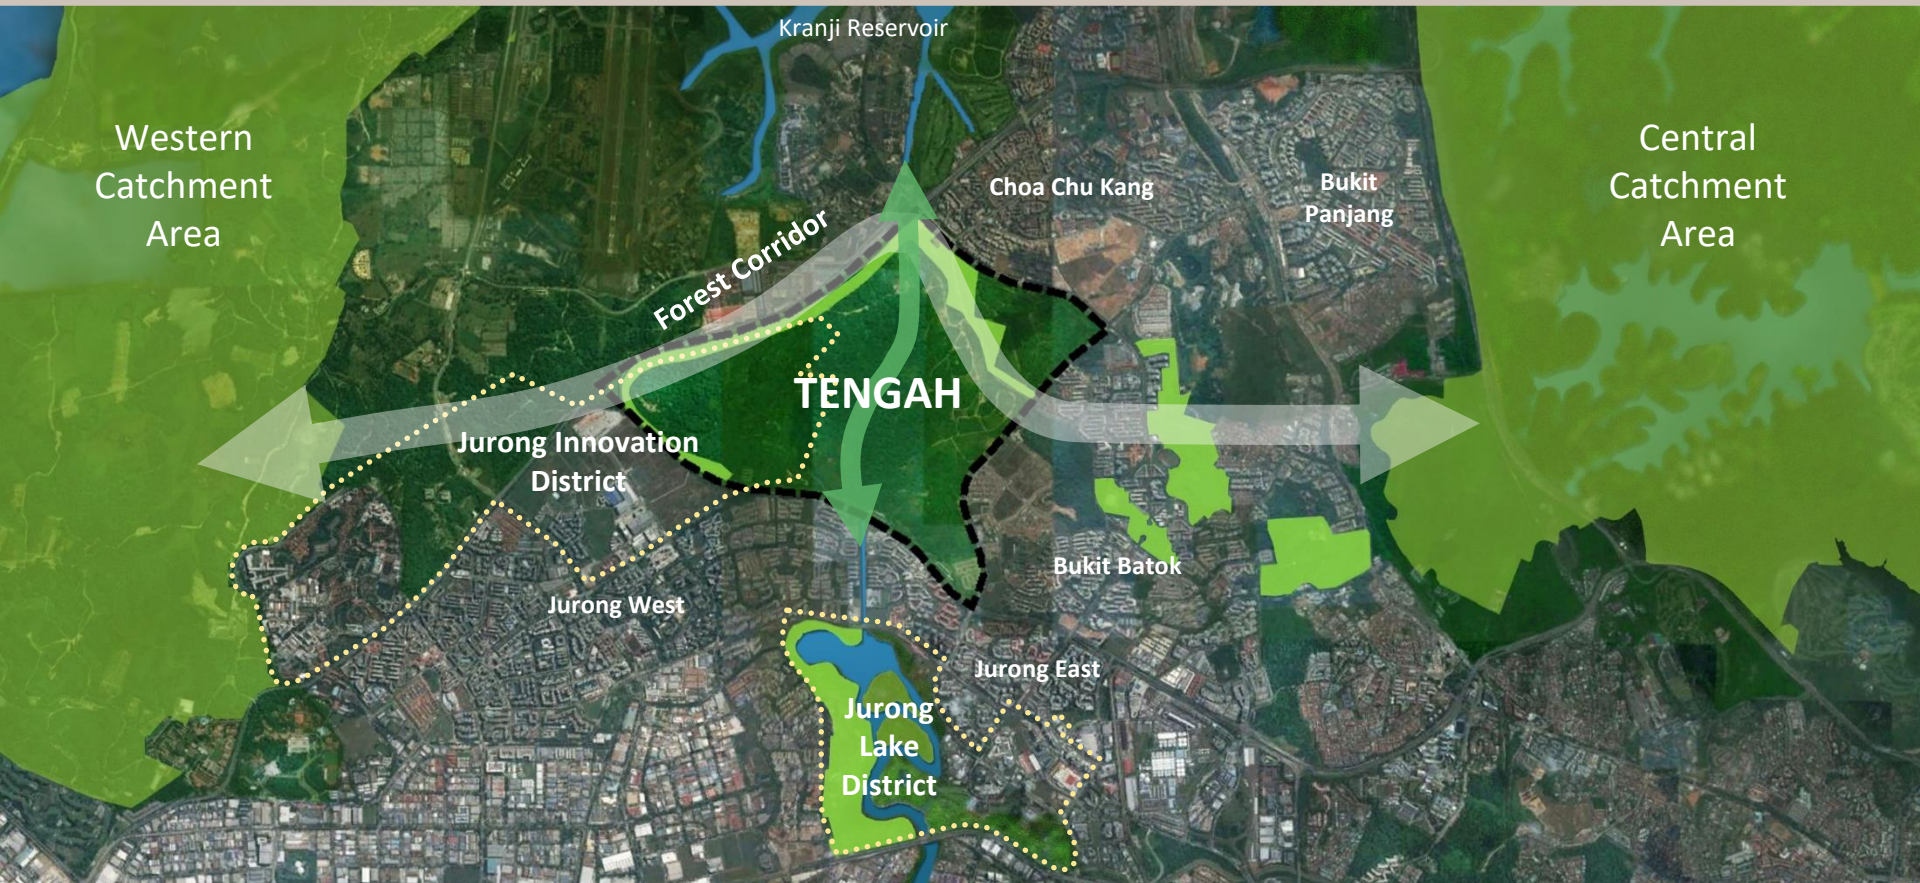 Kranji Reservoir
Western
Catchment
Area
Central
Catchment
Area
Choa Chu Kang
Bukit
Panjang
Forest Corridor
TENGAH
Jurong Innovation
District
Bukit Batok
Jurong West
Jurong East
Jurong
Lake
District